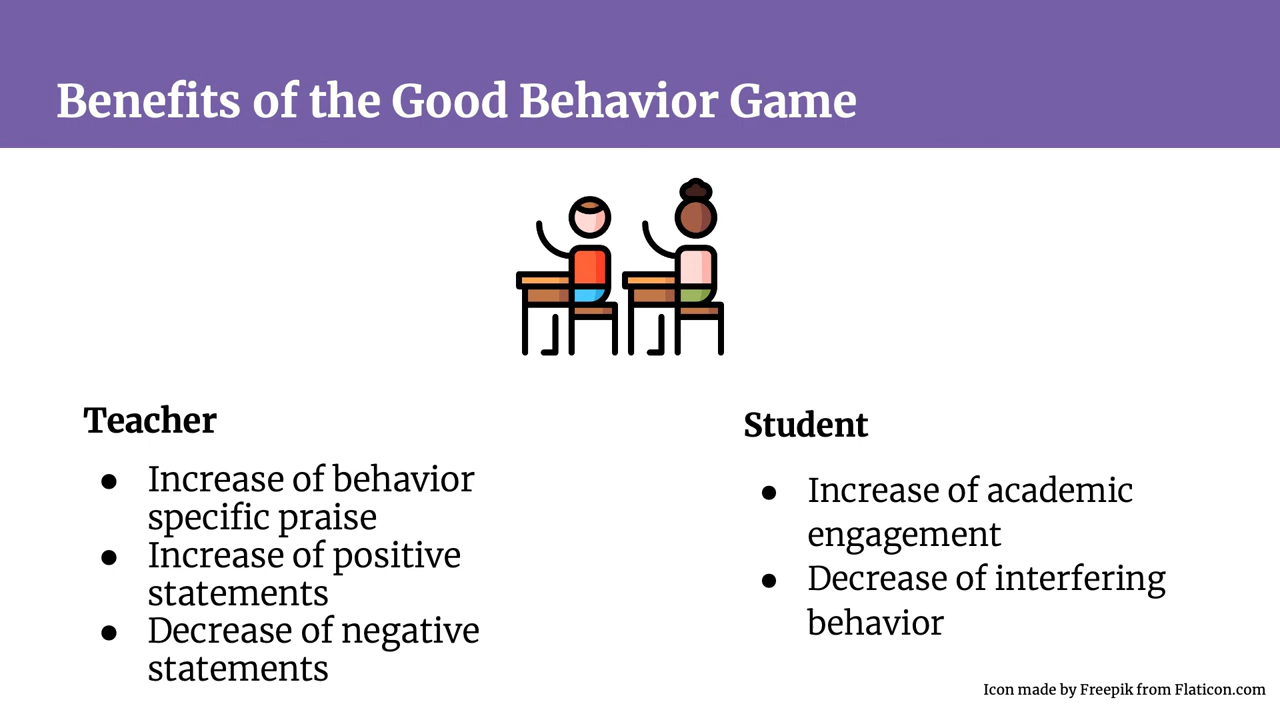 Benefits of the Good Behavior Game
Teacher
● Increase of behavior
specific praise
● Increase of positive
statements
● Decrease of negative
statements
Student
● Increase of academic
engagement
● Decrease of interfering
behavior
Icon made by Freepik from Flaticon.com